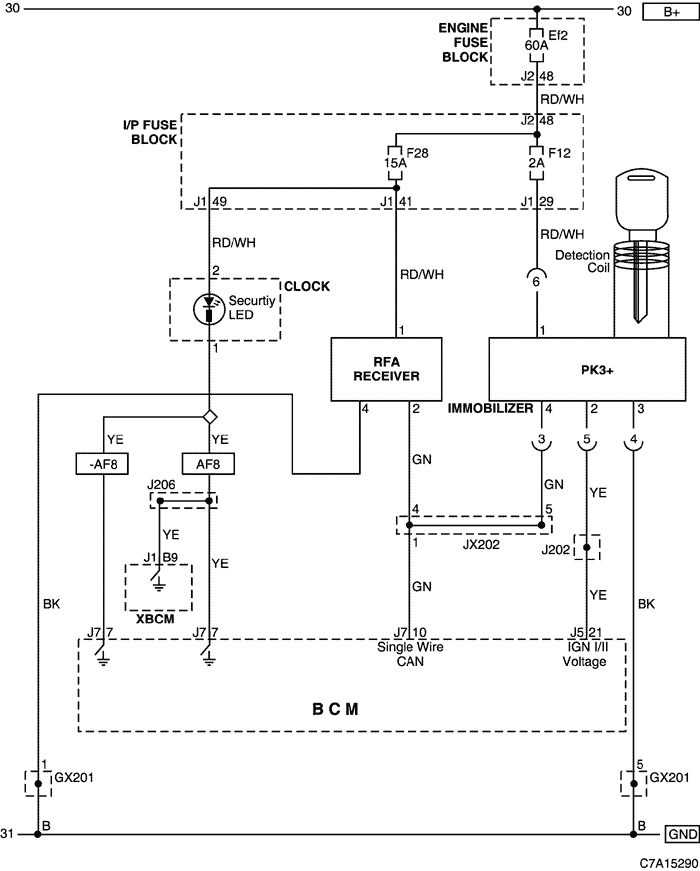 30
30
B+
ENGINE
FUSE
BLOCK
Ef2
60A
J2 48
RD/WH
I/P FUSE
BLOCK
J2 48
F28
15A
F12
2A
J1 49
J1 41
J1 29
RD/WH
RD/WH
RD/WH
Detection
Coil
2
CLOCK
6
Securtiy
LED
1
1
1
RFA
RECEIVER
PK3+
4
2
IMMOBILIZER
4
2
3
3
5
4
YE
YE
-AF8
AF8
GN
GN
YE
J206
4
5
YE
JX202
J202
1
J1 B9
YE
GN
YE
XBCM
BK
BK
J7 7
J7 7
J7 10
J5 21
Single Wire
CAN
IGN I/II
Voltage
BCM
1
GX201
5
GX201
31
B
B
GND
C7A15290